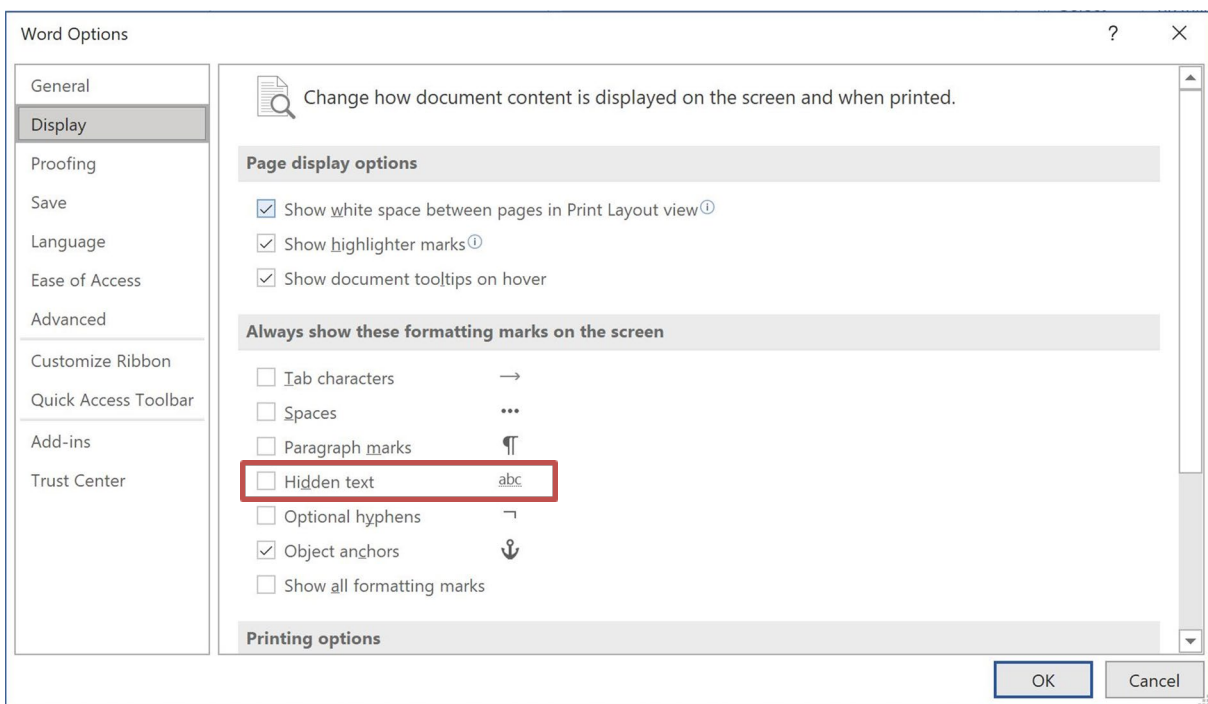 Word Options
?
General
Display
Proofing
Save
Language
Ease of Access
Advanced
Customize Ribbon
Quick Access Toolbar
Add-ins
Trust Center
Change how document content is displayed on the screen and when printed.
Page display options
Show white space between pages in Print Layout view
Show highlighter marks
Show document tooltips on hover
Always show these formatting marks on the screen
Tab characters →
Spaces •••
Paragraph marks ¶
Hidden text abc
Optional hyphens ¬
Object anchors
Show all formatting marks
Printing options
OK Cancel